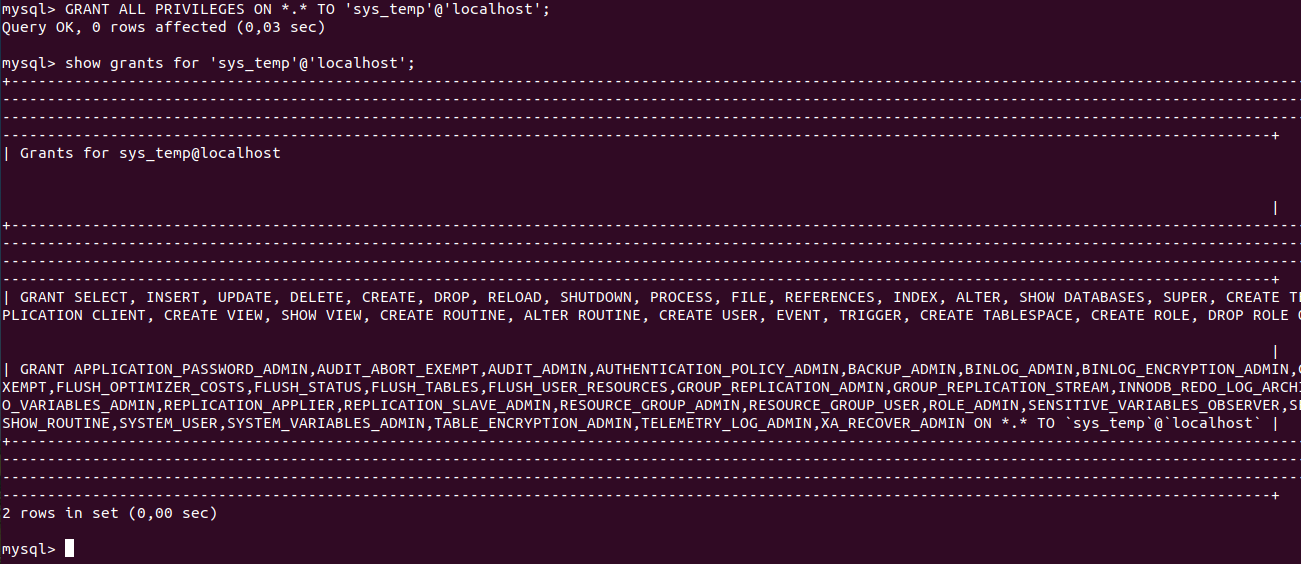 mysql> GRANT ALL PRIVILEGES ON *.* TO 'sys_temp'@'localhost';
Query OK, 0 rows affected (0,03 sec)
mysql> show grants for 'sys_temp'@'localhost';
| Grants for sys_temp@localhost
|
| GRANT SELECT, INSERT, UPDATE, DELETE, CREATE, DROP, RELOAD, SHUTDOWN, PROCESS, FILE, REFERENCES, INDEX, ALTER, SHOW DATABASES, SUPER, CREATE
PLICATION CLIENT, CREATE VIEW, SHOW VIEW, CREATE ROUTINE, ALTER ROUTINE, CREATE USER, EVENT, TRIGGER, CREATE TABLESPACE, CREATE ROLE, DROP ROLE
|
| GRANT APPLICATION_PASSWORD_ADMIN,AUDIT_ABORT_EXEMPT,AUDIT_ADMIN,AUTHENTICATION_POLICY_ADMIN,BACKUP_ADMIN,BINLOG_ADMIN,BINLOG_ENCRYPTION_ADMIN,
XEMPT,FLUSH_OPTIMIZER_COSTS,FLUSH_STATUS,FLUSH_TABLES,FLUSH_USER_RESOURCES,GROUP_REPLICATION_ADMIN,GROUP_REPLICATION_STREAM,INNODB_REDO_LOG_ARCHI
O_VARIABLES_ADMIN,REPLICATION_APPLIER,REPLICATION_SLAVE_ADMIN,RESOURCE_GROUP_ADMIN,RESOURCE_GROUP_USER,ROLE_ADMIN,SENSITIVE_VARIABLES_OBSERVER,
SHOW_ROUTINE,SYSTEM_USER,SYSTEM_VARIABLES_ADMIN,TABLE_ENCRYPTION_ADMIN,TELEMETRY_LOG_ADMIN,XA_RECOVER_ADMIN ON *.* TO `sys_temp`@`localhost` |
2 rows in set (0,00 sec)
mysql>